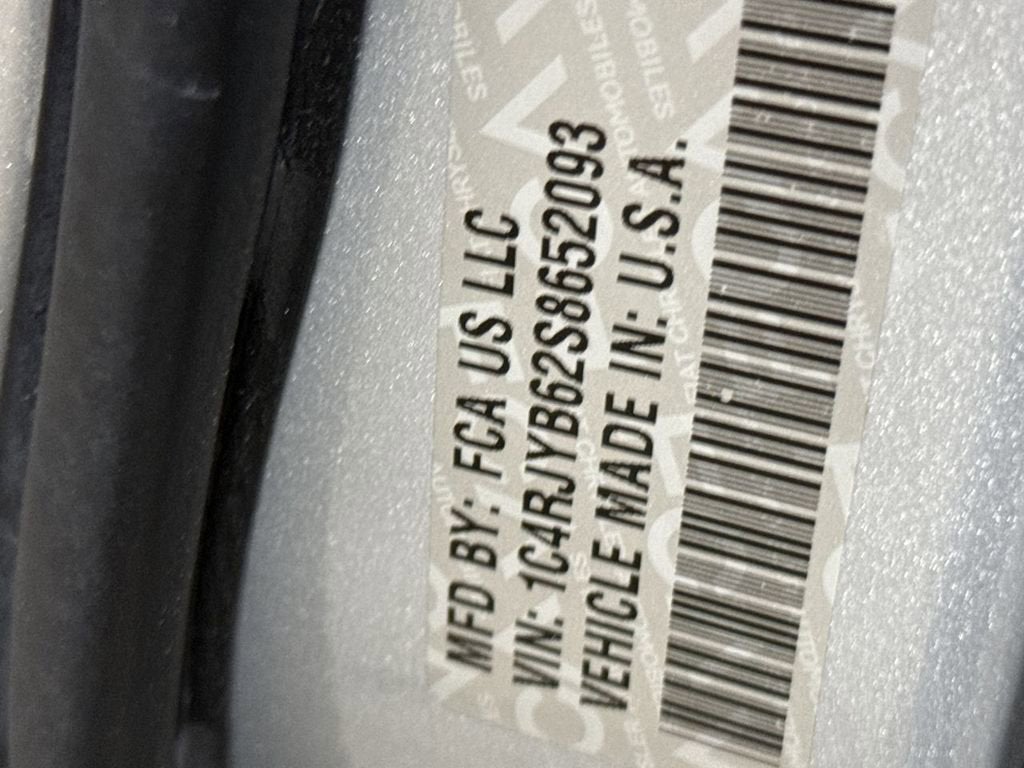 MFD BY: FCA US LLC
VIN: 1C4RJYB62S8652093
VEHICLE MADE IN: U.S.A.